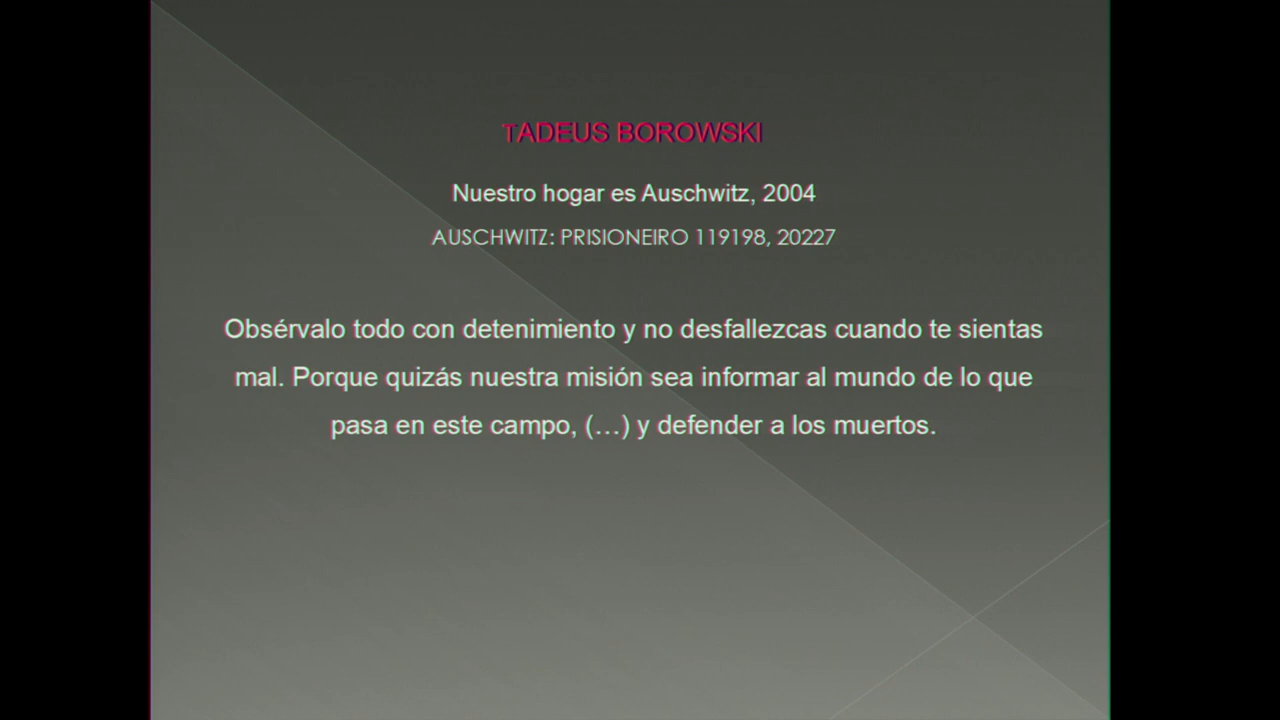 TADEUS BOROWSKI
Nuestro hogar es Auschwitz, 2004
AUSCHWITZ: PRISIONEIRO 119198, 20227
Obsérvalo todo con detenimiento y no desfallezcas cuando te sientas
mal. Porque quizás nuestra misión sea informar al mundo de lo que
pasa en este campo, (…) y defender a los muertos.